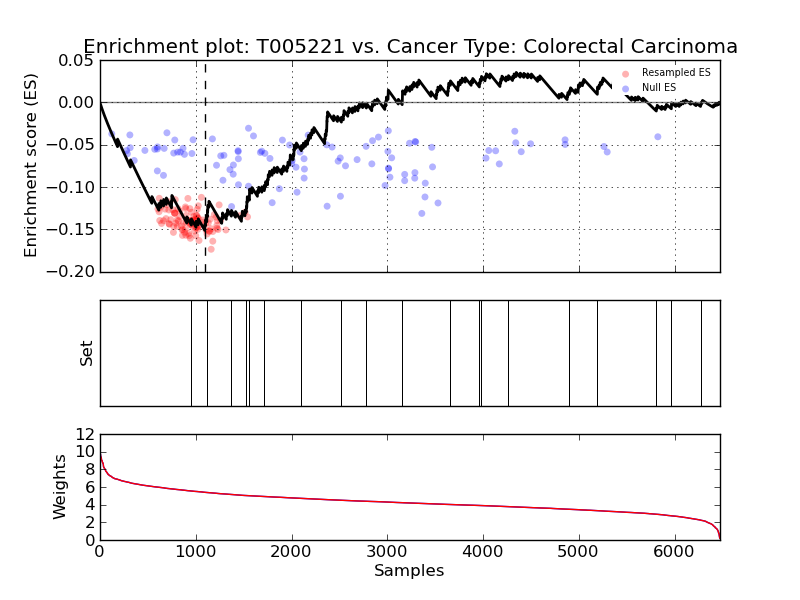 Enrichment plot: T005221 vs. Cancer Type: Colorectal Carcinoma
Enrichment score (ES)
0.05
0.00
−0.05
−0.10
−0.15
−0.20
Resampled ES
Null ES
Set
Weights
12
10
8
6
4
2
0
0 1000 2000 3000 4000 5000 6000
Samples